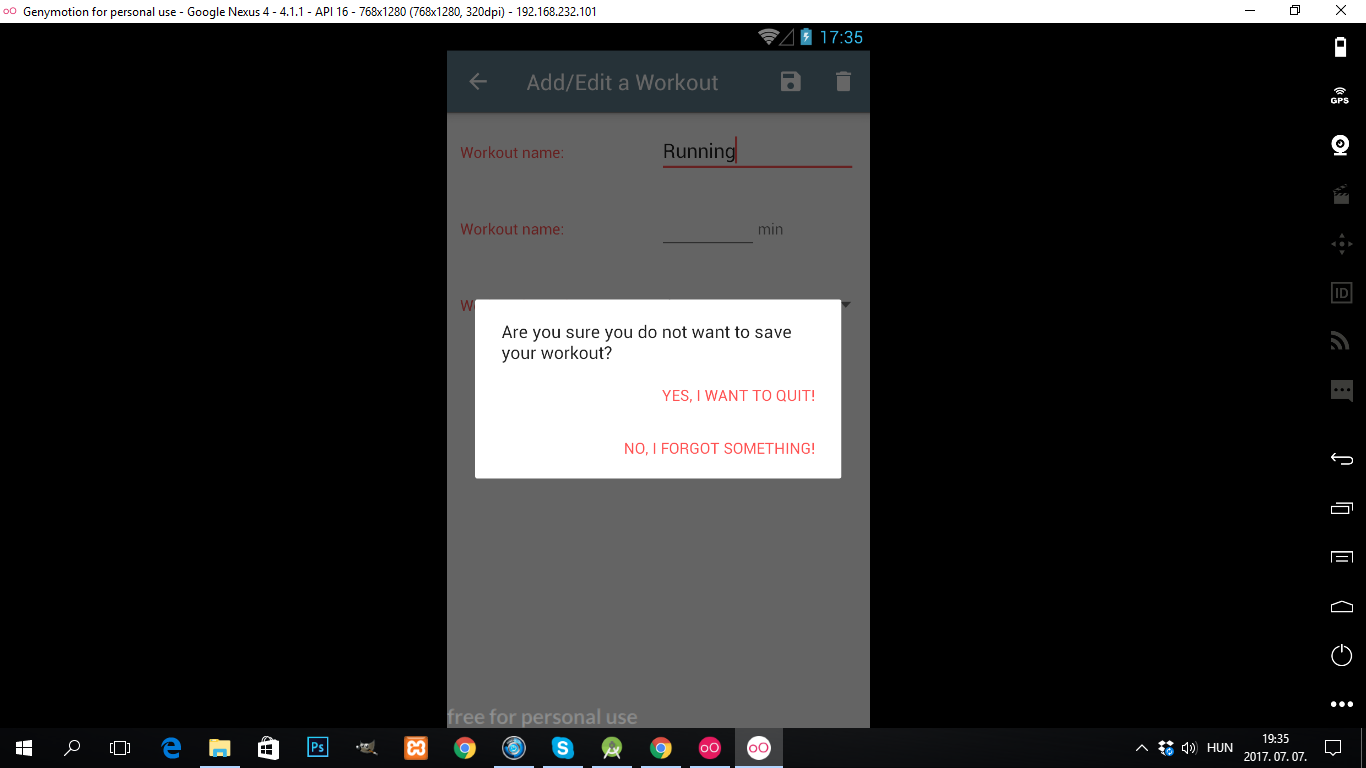 Genymotion for personal use - Google Nexus 4 - 4.1.1 - API 16 - 768x1280 (768x1280, 320dpi) - 192.168.232.101
17:35
Add/Edit a Workout
GPS
Workout name:
Running
Workout name:
min
ID
W
Are you sure you do not want to save
your workout?
YES, I WANT TO QUIT!
NO, I FORGOT SOMETHING!
free for personal use
Ps
HUN
19:35
2017. 07. 07.